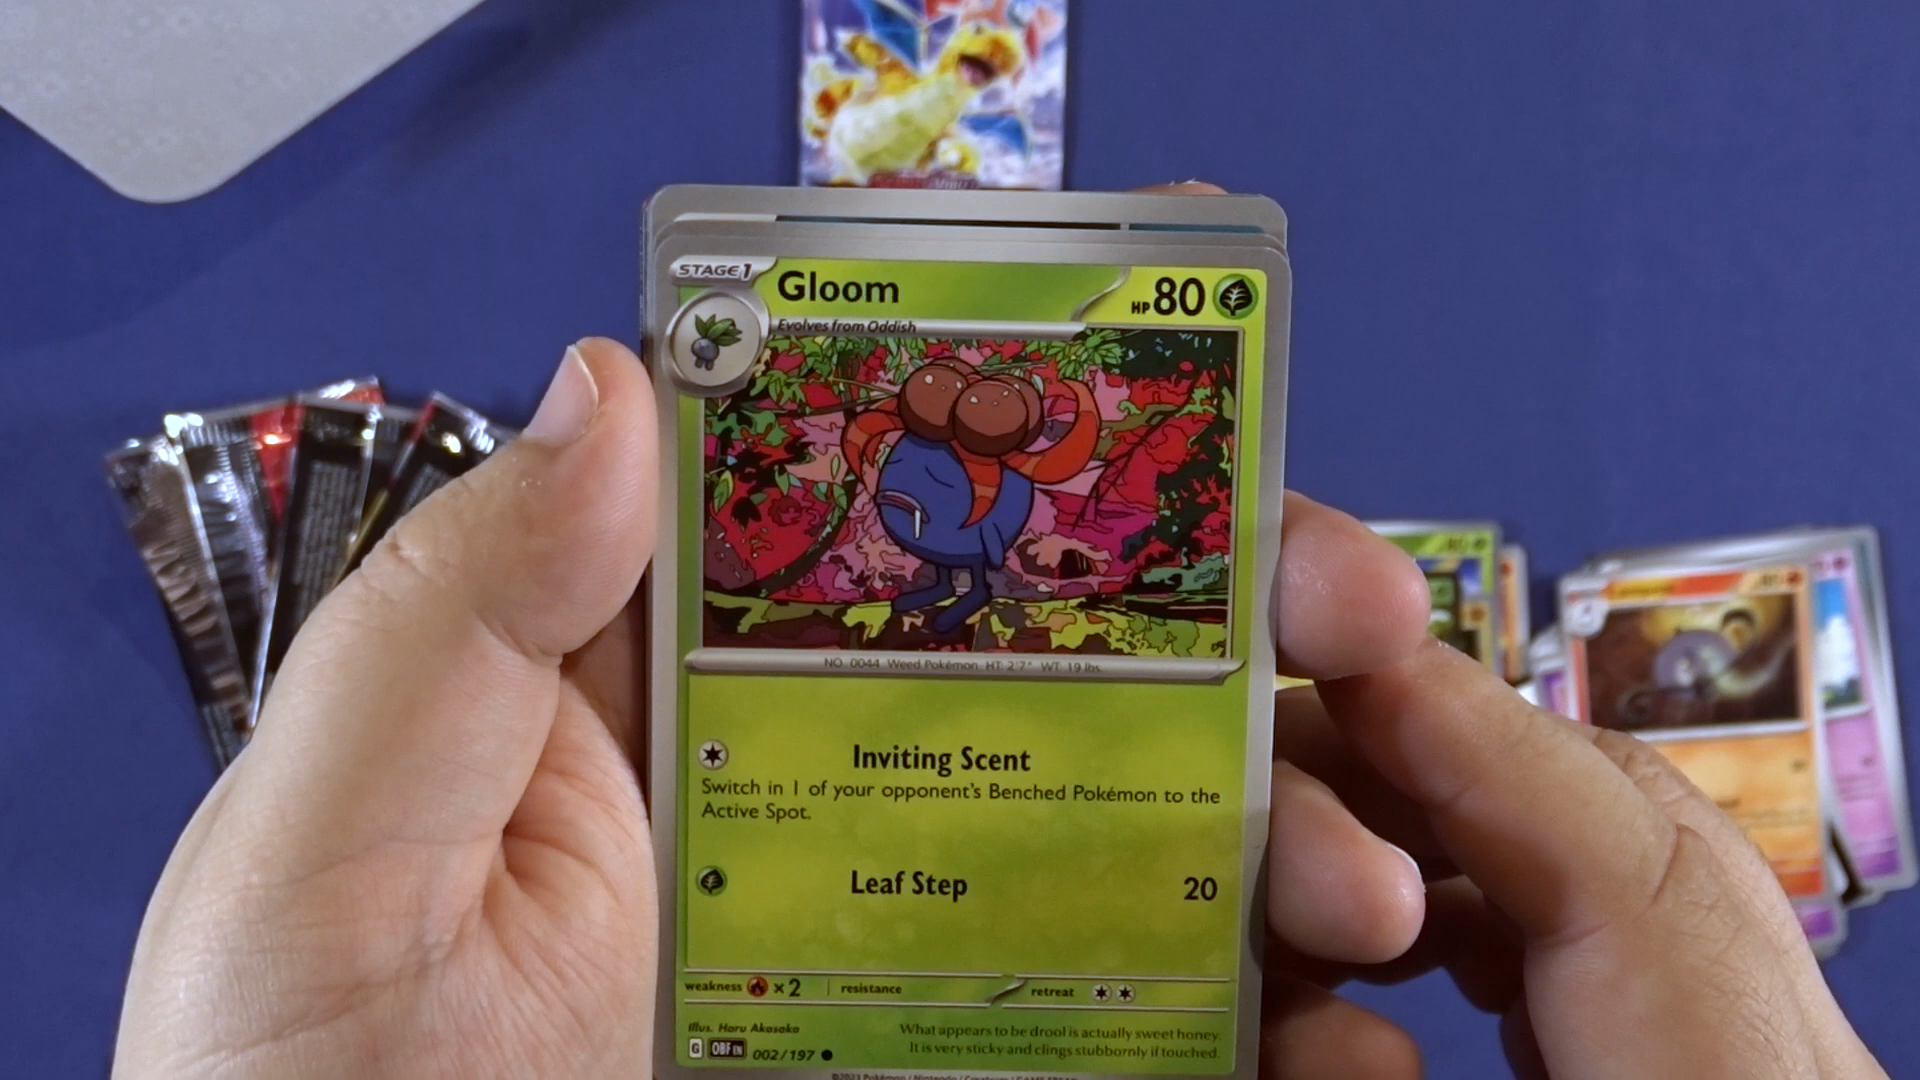 STAGE1
Gloom
HP 80
Evolves from Oddish
NO. 0044 Weed Pokémon HT: 2'7" WT: 19 lbs.
Inviting Scent
Switch in 1 of your opponent's Benched Pokémon to the
Active Spot.
Leaf Step 20
weakness ×2 resistance retreat
Illus. Haru Akasaka
What appears to be drool is actually sweet honey.
It is very sticky and clings stubbornly if touched.
G OBF EN 002/197